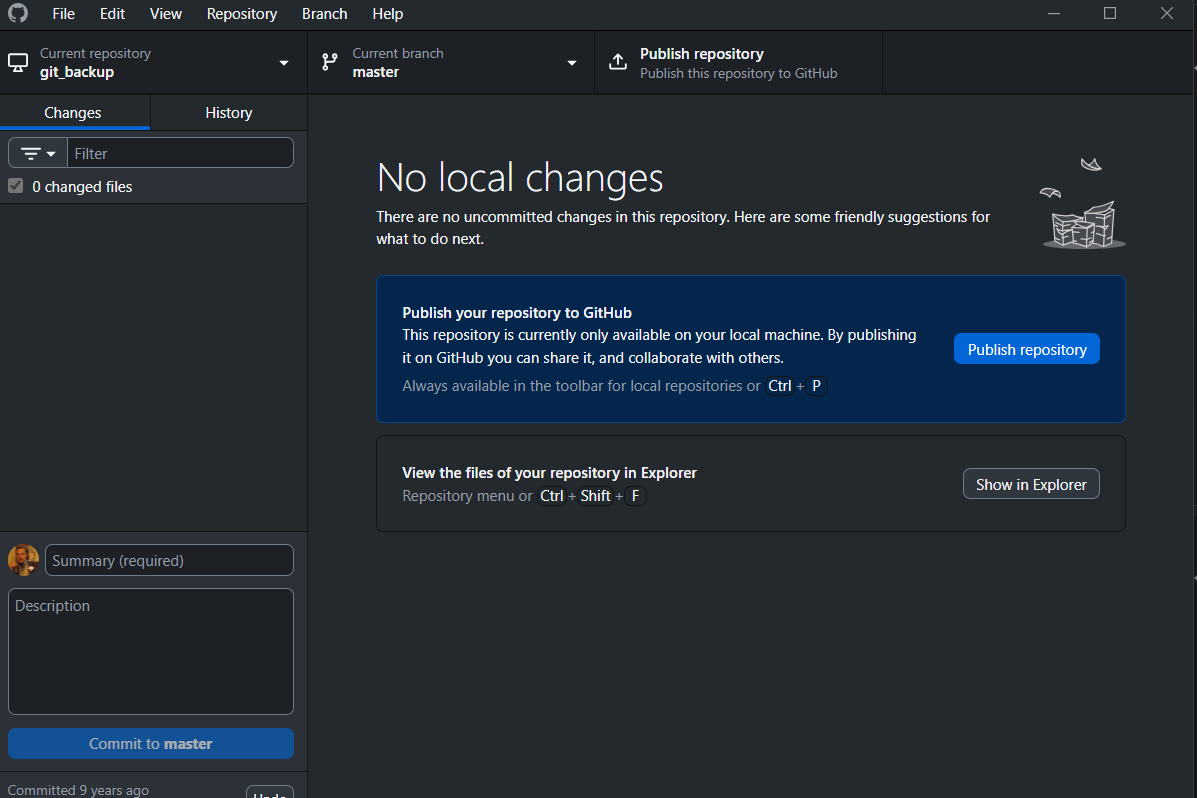 File Edit View Repository Branch Help
Current repository
git_backup
Current branch
master
Publish repository
Publish this repository to GitHub
Changes
History
Filter
0 changed files
No local changes
There are no uncommitted changes in this repository. Here are some friendly suggestions for
what to do next.
Publish your repository to GitHub
This repository is currently only available on your local machine. By publishing
it on GitHub you can share it, and collaborate with others.
Always available in the toolbar for local repositories or Ctrl + P
Publish repository
View the files of your repository in Explorer
Repository menu or Ctrl + Shift + F
Show in Explorer
Summary (required)
Description
Commit to master
Committed 9 years ago
Undo